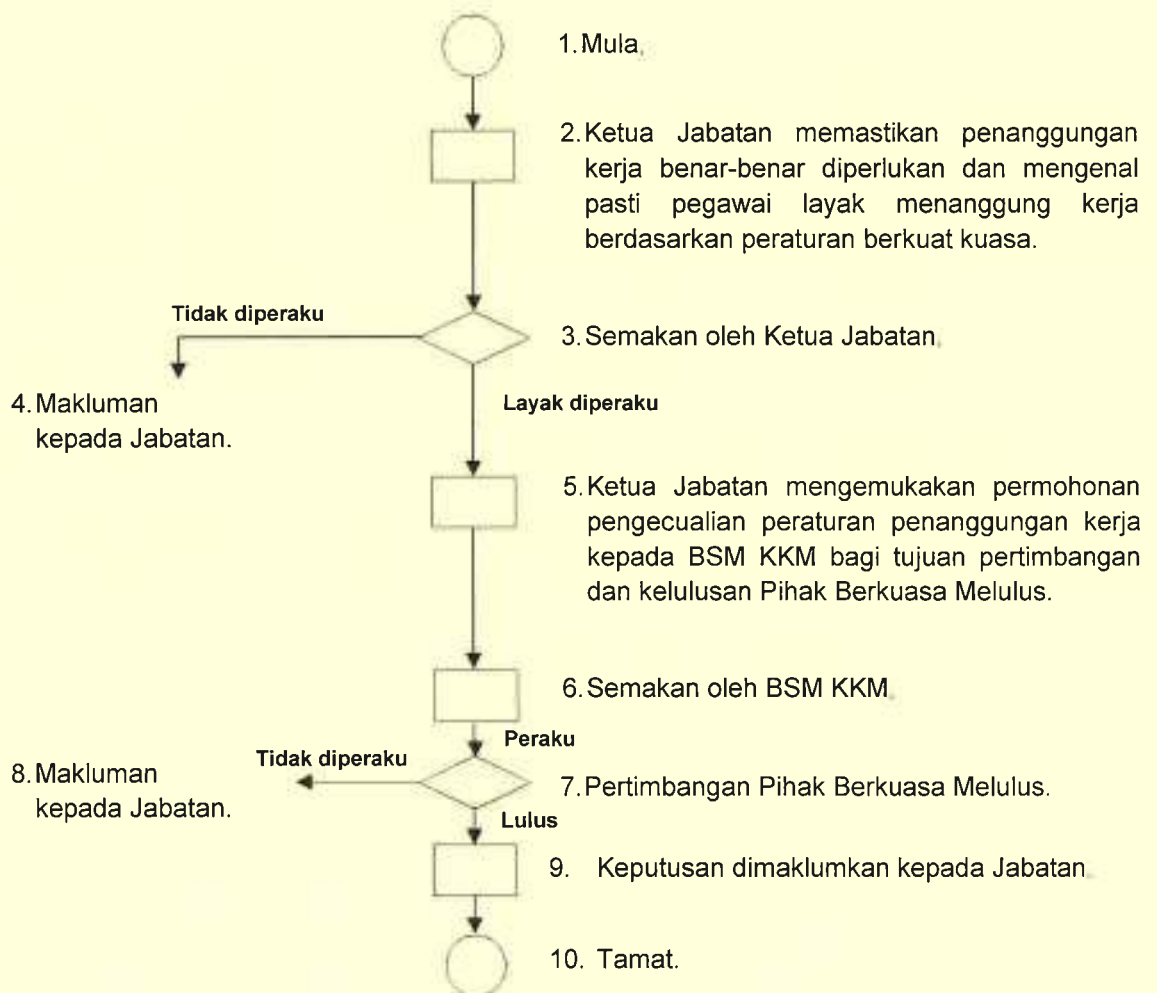 1. Mula.
2. Ketua Jabatan memastikan penanggungan
kerja benar-benar diperlukan dan mengenal
pasti pegawai layak menanggung kerja
berdasarkan peraturan berkuat kuasa.
Tidak diperaku
3. Semakan oleh Ketua Jabatan.
4. Makluman
kepada Jabatan.
Layak diperaku
5. Ketua Jabatan mengemukakan permohonan
pengecualian peraturan penanggungan kerja
kepada BSM KKM bagi tujuan pertimbangan
dan kelulusan Pihak Berkuasa Melulus.
6. Semakan oleh BSM KKM.
Peraku
Tidak diperaku
8. Makluman
kepada Jabatan.
7. Pertimbangan Pihak Berkuasa Melulus.
Lulus
9. Keputusan dimaklumkan kepada Jabatan.
10. Tamat.